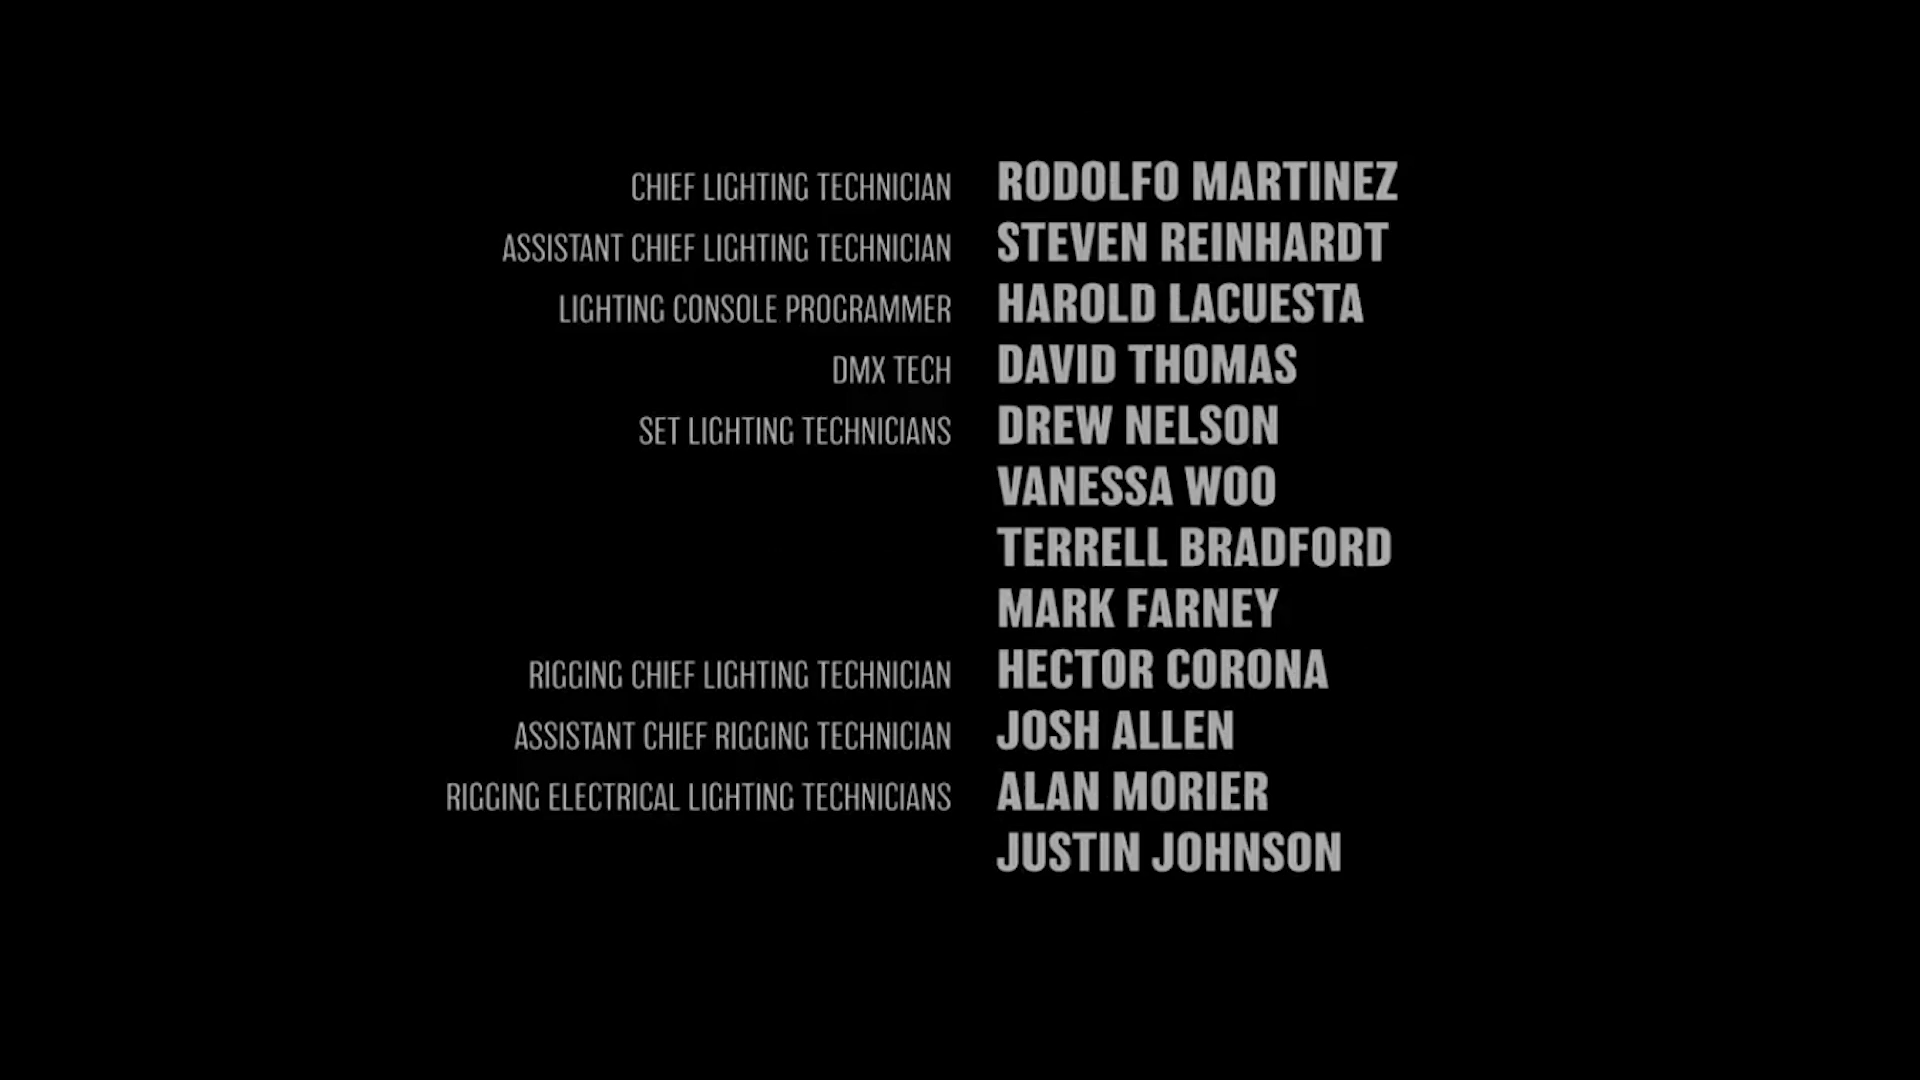 CHIEF LIGHTING TECHNICIAN RODOLFO MARTINEZ
ASSISTANT CHIEF LIGHTING TECHNICIAN STEVEN REINHARDT
LIGHTING CONSOLE PROGRAMMER HAROLD LACUESTA
DMX TECH DAVID THOMAS
SET LIGHTING TECHNICIANS DREW NELSON
VANESSA WOO
TERRELL BRADFORD
MARK FARNEY
RIGGING CHIEF LIGHTING TECHNICIAN HECTOR CORONA
ASSISTANT CHIEF RIGGING TECHNICIAN JOSH ALLEN
RIGGING ELECTRICAL LIGHTING TECHNICIANS ALAN MORIER
JUSTIN JOHNSON